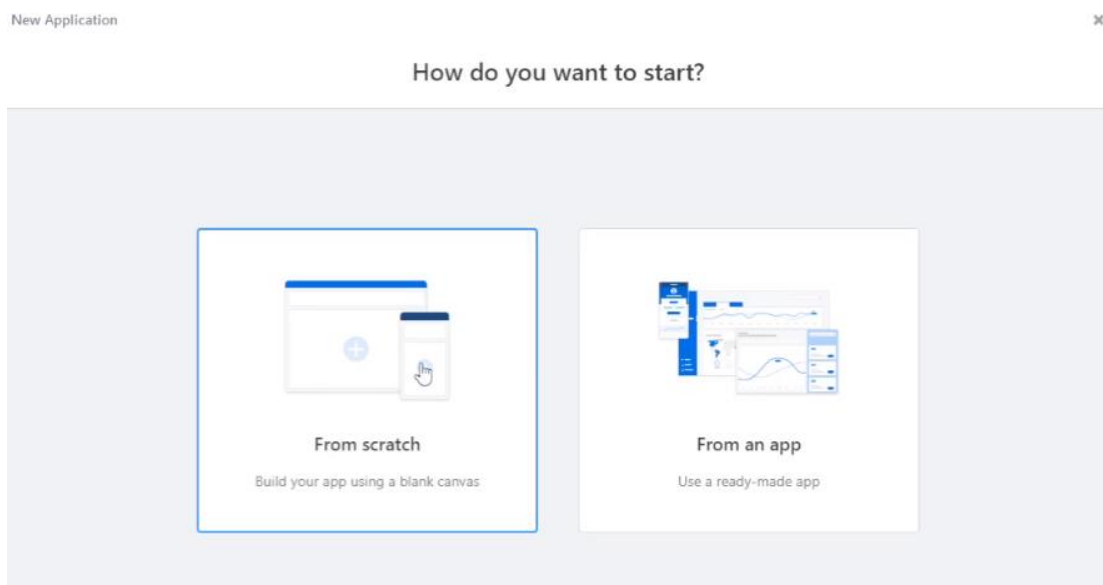 New Application
How do you want to start?
From scratch
Build your app using a blank canvas
From an app
Use a ready-made app